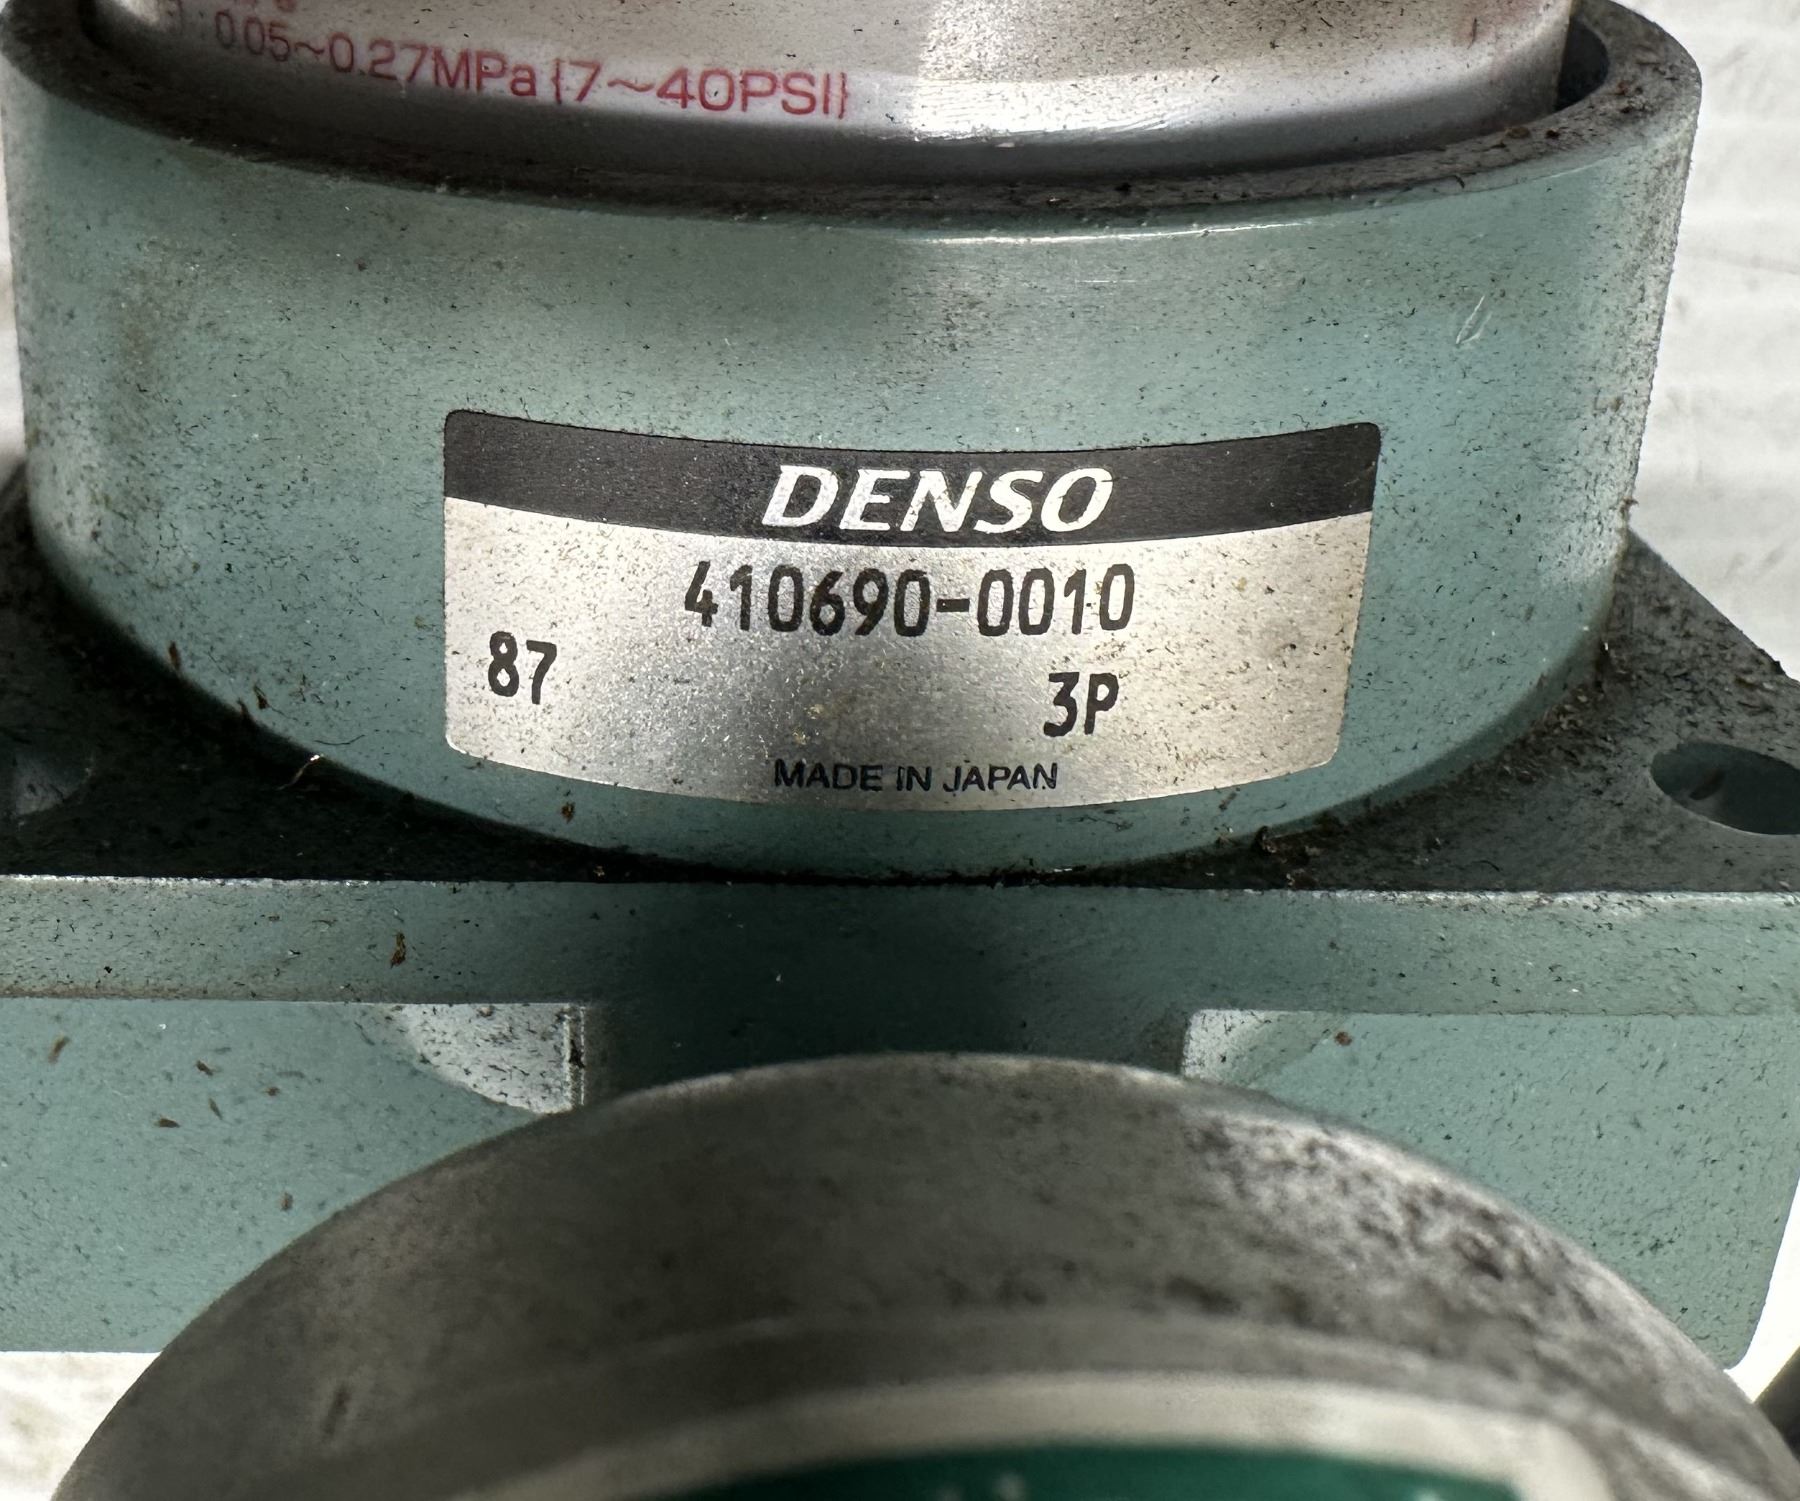 : 0.05~0.27MPa {7~40PSI}
DENSO
410690-0010
87 3P
MADE IN JAPAN